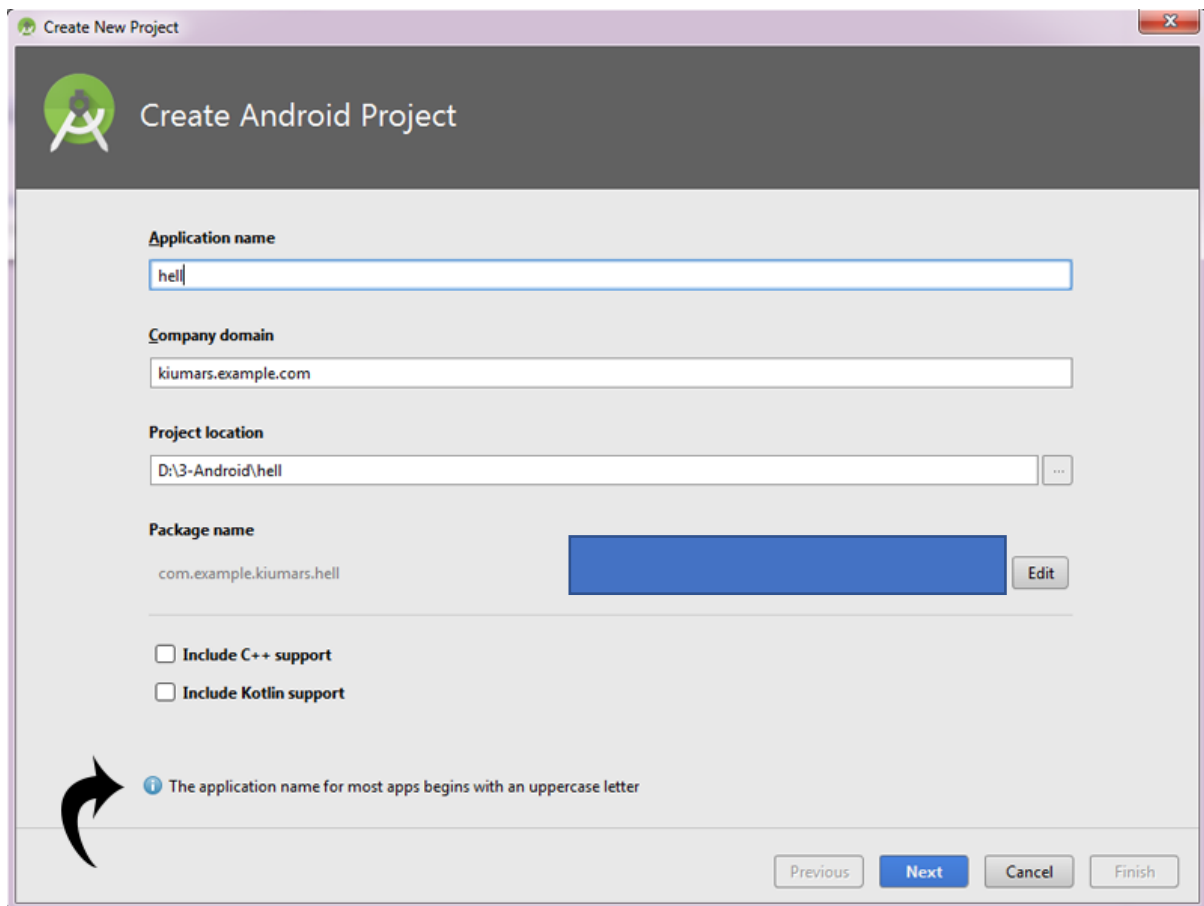 Create New Project
Create Android Project
Application name
hell
Company domain
kiumars.example.com
Project location
D:\3-Android\hell
...
Package name
com.example.kiumars.hell
Edit
Include C++ support
Include Kotlin support
The application name for most apps begins with an uppercase letter
Previous Next Cancel Finish